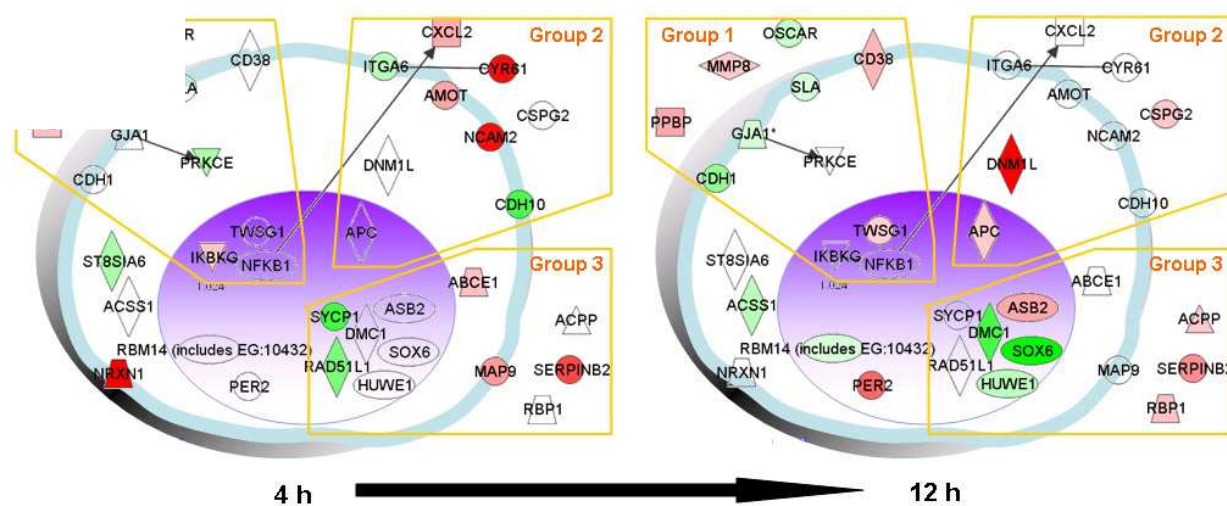 R
CXCL2
Group 2
CD38
ITGA6
CYR61
LA
AMOT
CSPG2
GJA1
NCAM2
PRKCE
DNM1L
CDH1
CDH10
TWSG1
APC
IKBKG
NFKB1
ST8SIA6
Group 3
ABCE1
ACSS1
SYCP1
ASB2
ACPP
DMC1
RBM14 (includes EG:10432)
SOX6
RAD51L1
NRXN1
MAP9
SERPINB2
PER2
HUWE1
RBP1
Group 1
OSCAR
CXCL2
Group 2
MMP8
CD38
ITGA6
CYR61
SLA
AMOT
PPBP
CSPG2
GJA1*
NCAM2
PRKCE
DNM1L
CDH1
CDH10
TWSG1
APC
IKBKG
NFKB1
ST8SIA6
Group 3
ABCE1
ACSS1
SYCP1
ASB2
ACPP
DMC1
RBM14 (includes EG:10432)
SOX6
RAD51L1
NRXN1
MAP9
SERPINB2
PER2
HUWE1
RBP1
4 h
12 h